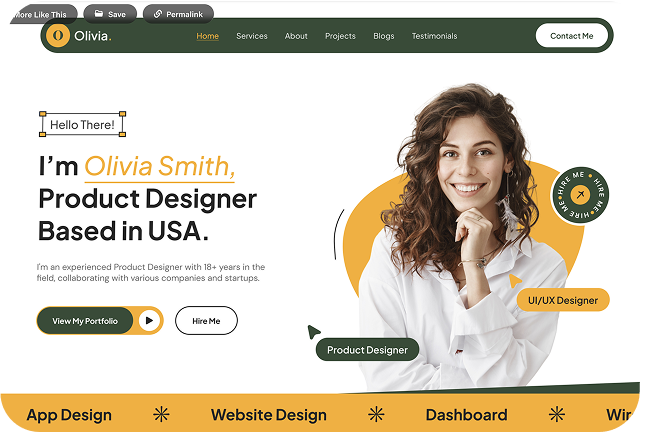 More Like This
Save
Permalink
O
Olivia.
Home
Services
About
Projects
Blogs
Testimonials
Contact Me
Hello There!
I'm Olivia Smith,
Product Designer
Based in USA.
I'm an experienced Product Designer with 18+ years in the
field, collaborating with various companies and startups.
View My Portfolio
Hire Me
HIRE ME • HIRE ME • HIRE ME •
UI/UX Designer
Product Designer
App Design
Website Design
Dashboard
Wir